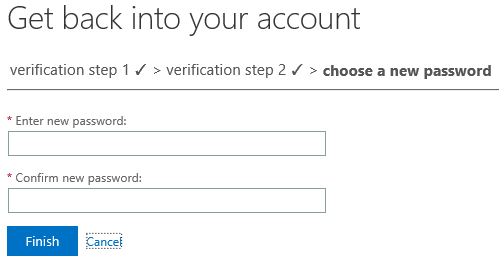 Get back into your account
verification step 1 ✓ > verification step 2 ✓ > choose a new password
* Enter new password:
* Confirm new password:
Finish Cancel